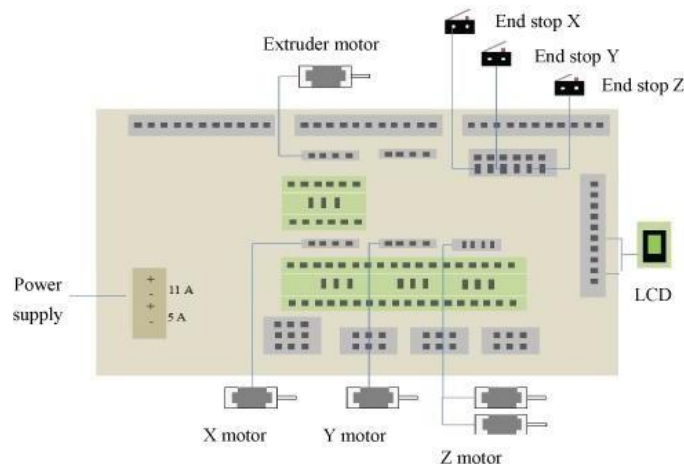 End stop X
Extruder motor
End stop Y
End stop Z
Power
supply
+
-
11 A
+
5 A
-
LCD
X motor
Y motor
Z motor